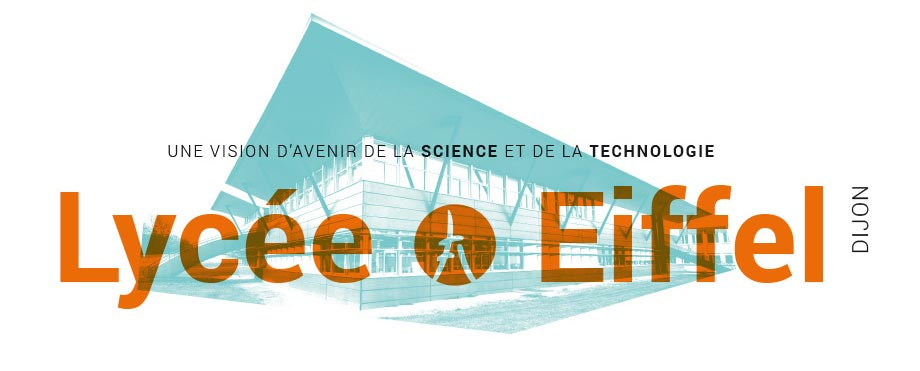 UNE VISION D'AVENIR DE LA SCIENCE ET DE LA TECHNOLOGIE
Lycée Eiffel
DIJON